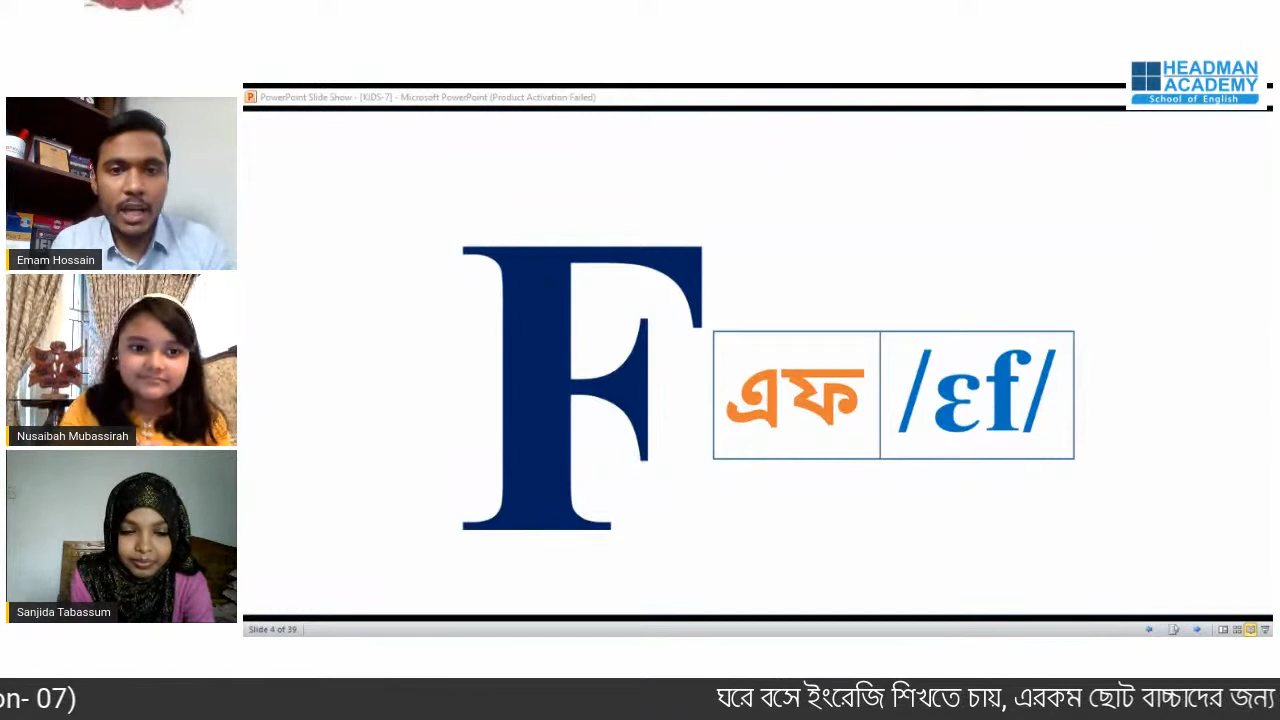 HEADMAN
ACADEMY
School of English
PowerPoint Slide Show - [KIDS-7] - Microsoft PowerPoint (Product Activation Failed)
Emam Hossain
Nusaibah Mubassirah
Sanjida Tabassum
F
এফ
/ɛf/
Slide 4 of 39
on- 07)
ঘরে বসে ইংরেজি শিখতে চায়, এরকম ছোট বাচ্চাদের জন্য